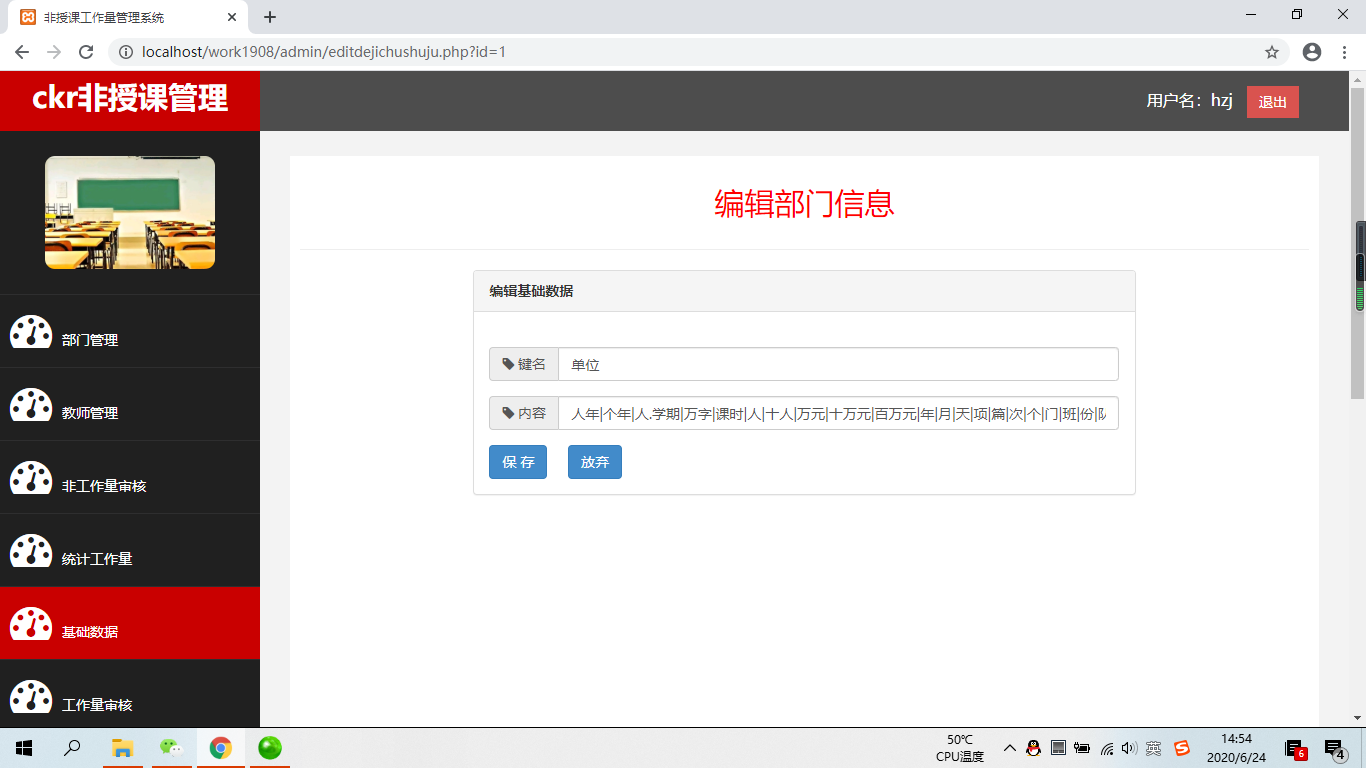 非授课工作量管理系统
localhost/work1908/admin/editdejichushuju.php?id=1
ckr非授课管理
用户名：hzj
退出
编辑部门信息
编辑基础数据
键名
单位
内容
人年|个年|人.学期|万字|课时|人|十人|万元|十万元|百万元|年|月|天|项|篇|次|个|门|班|份|队
保 存
放弃
部门管理
教师管理
非工作量审核
统计工作量
基础数据
工作量审核
50℃
CPU温度
英
14:54
2020/6/24
6
4